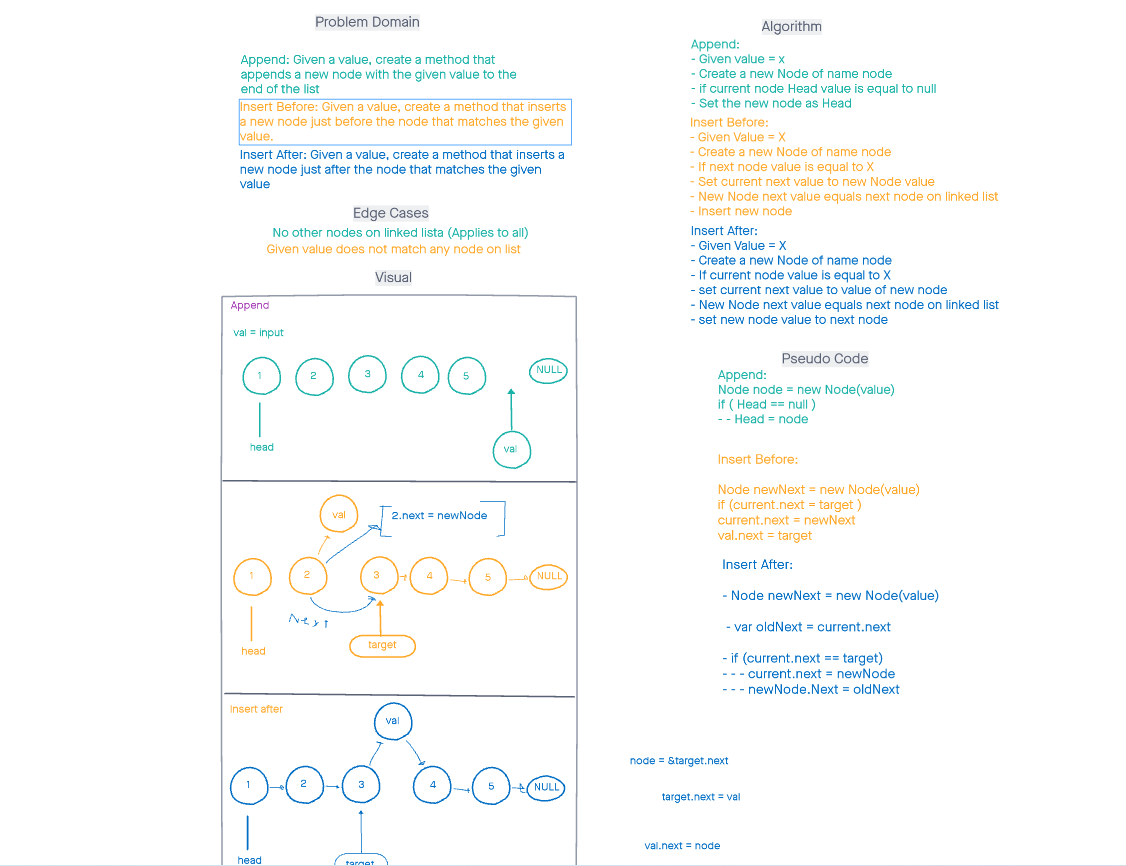 Problem Domain
Append: Given a value, create a method that
appends a new node with the given value to the
end of the list
Insert Before: Given a value, create a method that inserts
a new node just before the node that matches the given
value.
Insert After: Given a value, create a method that inserts a
new node just after the node that matches the given
value
Edge Cases
No other nodes on linked lista (Applies to all)
Given value does not match any node on list
Visual
Append
val = input
1 2 3 4 5 NULL
head
val
val
2.next = newNode
1 2 3 4 5 NULL
Next
head
target
Insert after
val
1 2 3 4 5 NULL
head
target
Algorithm
Append:
- Given value = x
- Create a new Node of name node
- if current node Head value is equal to null
- Set the new node as Head
Insert Before:
- Given Value = X
- Create a new Node of name node
- If next node value is equal to X
- Set current next value to new Node value
- New Node next value equals next node on linked list
- Insert new node
Insert After:
- Given Value = X
- Create a new Node of name node
- If current node value is equal to X
- set current next value to value of new node
- New Node next value equals next node on linked list
- set new node value to next node
Pseudo Code
Append:
Node node = new Node(value)
if ( Head == null )
- - Head = node
Insert Before:
Node newNext = new Node(value)
if (current.next = target )
current.next = newNext
val.next = target
Insert After:
- Node newNext = new Node(value)
- var oldNext = current.next
- if (current.next == target)
- - - current.next = newNode
- - - newNode.Next = oldNext
node = &target.next
target.next = val
val.next = node